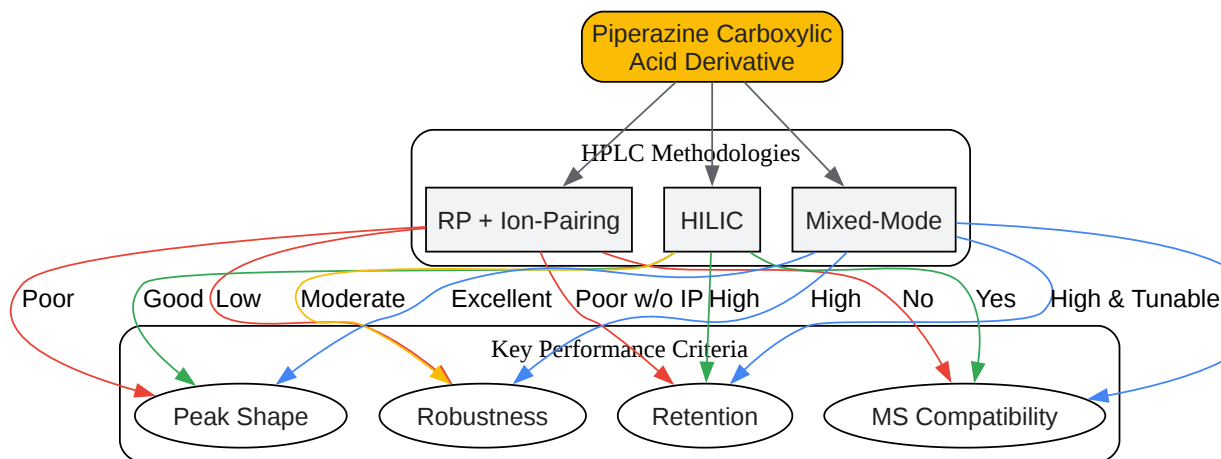 Piperazine Carboxylic
Acid Derivative
HPLC Methodologies
RP + Ion-Pairing
HILIC
Mixed-Mode
Poor
Good
Low
Moderate
Excellent
Poor w/o IP
High
High
No
Yes
High & Tunable
Key Performance Criteria
Peak Shape
Robustness
Retention
MS Compatibility